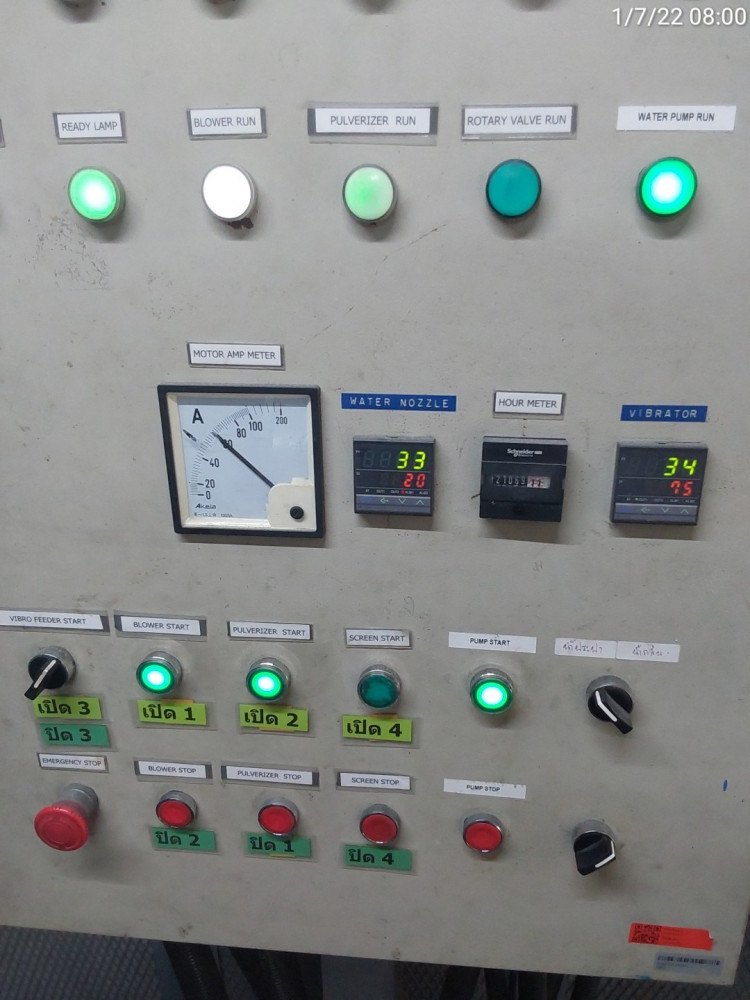 1/7/22 08:00
READY LAMP
BLOWER RUN
PULVERIZER RUN
ROTARY VALVE RUN
WATER PUMP RUN
MOTOR AMP METER
WATER NOZZLE
HOUR METER
VIBRATOR
A
0
20
40
80
100
200
33
20
Schneider
34
75
VIBRO FEEDER START
BLOWER START
PULVERIZER START
SCREEN START
PUMP START
เปิด 3
เปิด 1
เปิด 2
เปิด 4
ปิด 3
EMERGENCY STOP
BLOWER STOP
PULVERIZER STOP
SCREEN STOP
PUMP STOP
ปิด 2
ปิด 1
ปิด 4